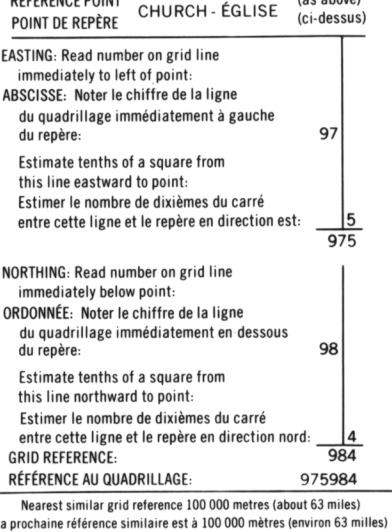 REFERENCE POINT CHURCH - ÉGLISE (as above)
POINT DE REPÈRE (ci-dessus)
EASTING: Read number on grid line
immediately to left of point:
ABSCISSE: Noter le chiffre de la ligne
du quadrillage immédiatement à gauche
du repère: 97
Estimate tenths of a square from
this line eastward to point:
Estimer le nombre de dixièmes du carré
entre cette ligne et le repère en direction est: 5
975
NORTHING: Read number on grid line
immediately below point:
ORDONNÉE: Noter le chiffre de la ligne
du quadrillage immédiatement en dessous
du repère: 98
Estimate tenths of a square from
this line northward to point:
Estimer le nombre de dixièmes du carré
entre cette ligne et le repère en direction nord: 4
GRID REFERENCE: 984
RÉFÉRENCE AU QUADRILLAGE: 975984
Nearest similar grid reference 100 000 metres (about 63 miles)
a prochaine référence similaire est à 100 000 mètres (environ 63 milles)